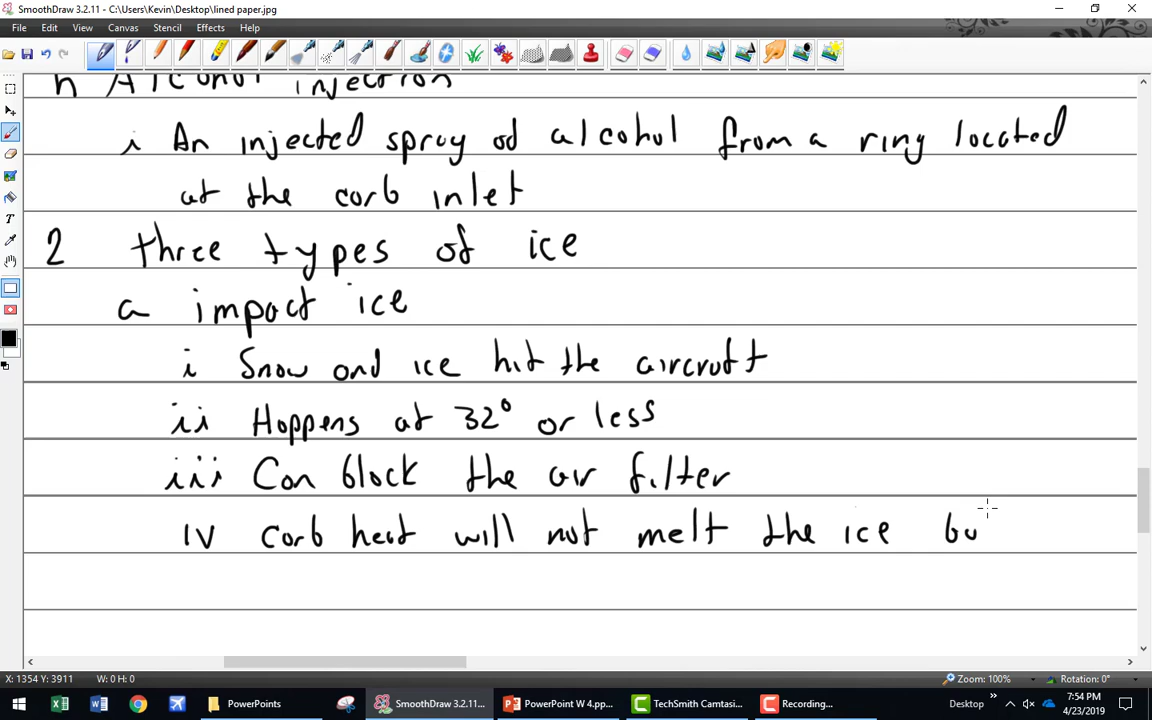 SmoothDraw 3.2.11 - C:\Users\Kevin\Desktop\lined paper.jpg
File Edit View Canvas Stencil Effects Help
h Alcohol injection
i An injected spray od alcohol from a ring located
at the carb inlet
2 three types of ice
a impact ice
i Snow and ice hit the aircraft
ii Happens at 32° or less
iii Can block the air filter
iv carb heat will not melt the ice bu
X: 1354 Y: 3911 W: 0 H: 0 Zoom: 100% Rotation: 0°
PowerPoints SmoothDraw 3.2.11... PowerPoint W 4.pp... TechSmith Camtasi... Recording... Desktop 7:54 PM
4/23/2019